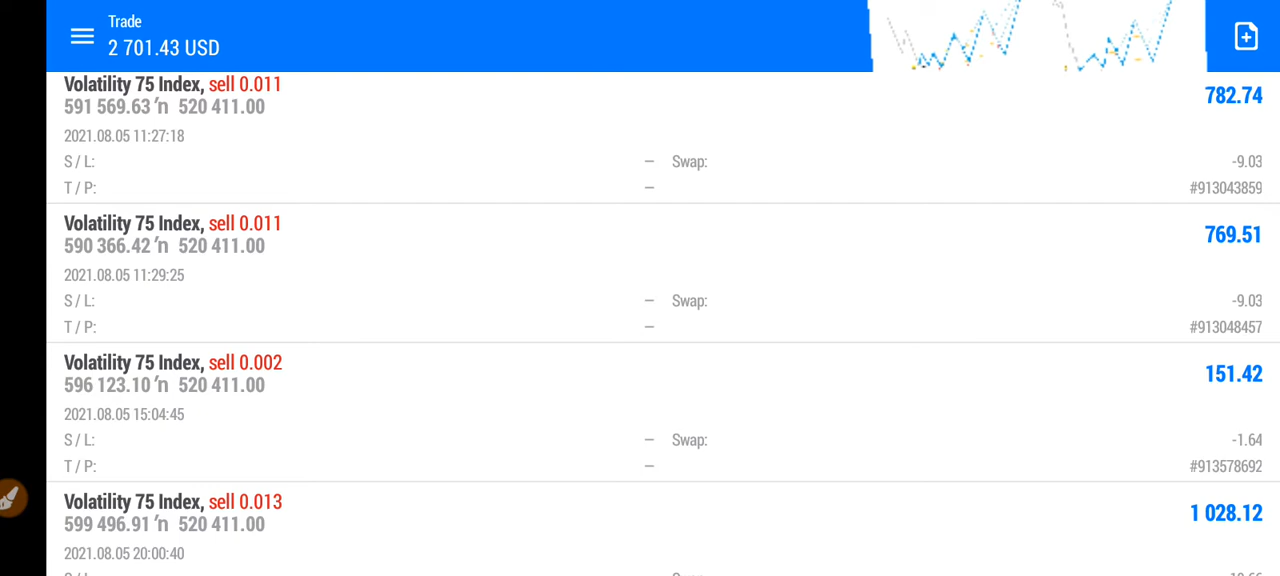 Trade
2 701.43 USD
Volatility 75 Index, sell 0.011
591 569.63 ’n 520 411.00
782.74
2021.08.05 11:27:18
S / L: – Swap: -9.03
T / P: – #913043859
Volatility 75 Index, sell 0.011
590 366.42 ’n 520 411.00
769.51
2021.08.05 11:29:25
S / L: – Swap: -9.03
T / P: – #913048457
Volatility 75 Index, sell 0.002
596 123.10 ’n 520 411.00
151.42
2021.08.05 15:04:45
S / L: – Swap: -1.64
T / P: – #913578692
Volatility 75 Index, sell 0.013
599 496.91 ’n 520 411.00
1 028.12
2021.08.05 20:00:40